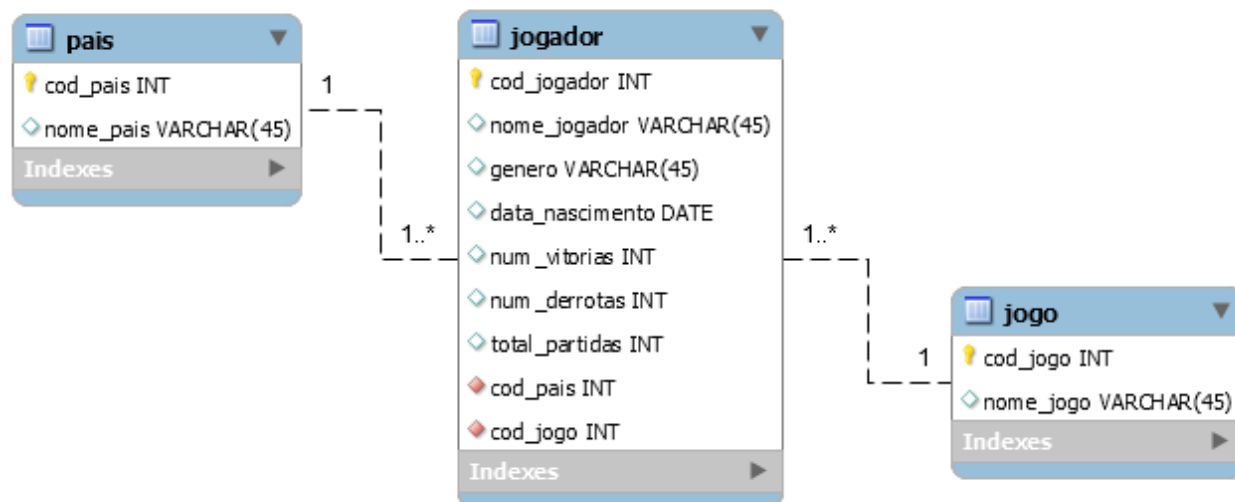 pais
cod_pais INT
nome_pais VARCHAR(45)
Indexes
1
1..*
jogador
cod_jogador INT
nome_jogador VARCHAR(45)
genero VARCHAR(45)
data_nascimento DATE
num_vitorias INT
num_derrotas INT
total_partidas INT
cod_pais INT
cod_jogo INT
Indexes
1..*
1
jogo
cod_jogo INT
nome_jogo VARCHAR(45)
Indexes